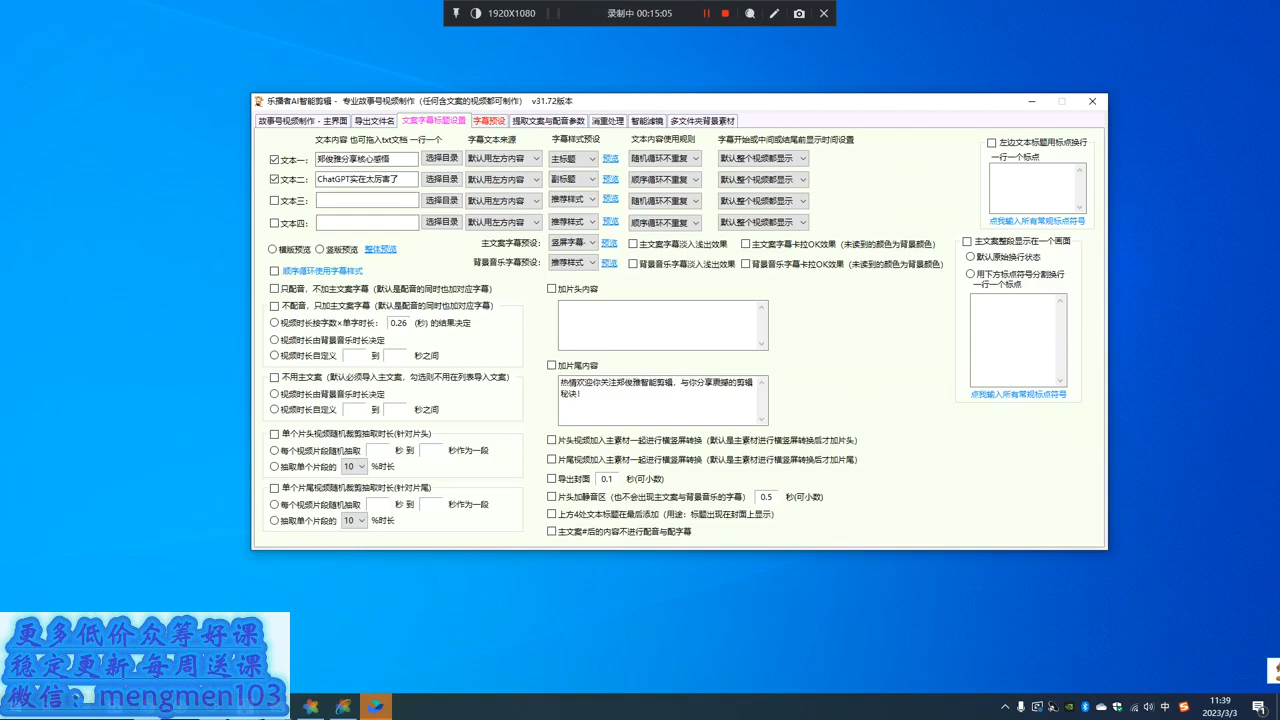 1920X1080 录制中 00:15:05
乐播者AI智能剪辑 - 专业故事号视频制作（任何含文案的视频都可制作） v31.72版本
故事号视频制作 - 主界面 导出文件名 文案字幕标题设置 字幕预设 提取文案与配音参数 消重处理 智能滤镜 多文件夹背景素材
文本内容 也可拖入txt文档 一行一个 字幕文本来源 字幕样式预设 文本内容使用规则 字幕开始或中间或结尾前显示时间设置
文本一： 郑俊雅分享核心感悟 选择目录 默认用左方内容 主标题 预览 随机循环不重复 默认整个视频都显示
文本二： ChatGPT实在太厉害了 选择目录 默认用左方内容 副标题 预览 顺序循环不重复 默认整个视频都显示
文本三： 选择目录 默认用左方内容 推荐样式 预览 随机循环不重复 默认整个视频都显示
文本四： 选择目录 默认用左方内容 推荐样式 预览 顺序循环不重复 默认整个视频都显示
横版预览 竖版预览 整体预览
主文案字幕预设： 竖屏字幕 预览 主文案字幕淡入浅出效果 主文案字幕卡拉OK效果（未读到的颜色为背景颜色）
背景音乐字幕预设： 推荐样式 预览 背景音乐字幕淡入浅出效果 背景音乐字幕卡拉OK效果（未读到的颜色为背景颜色）
顺序循环使用字幕样式
只配音，不加主文案字幕（默认是配音的同时也加对应字幕）
不配音，只加主文案字幕（默认是配音的同时也加对应字幕）
视频时长按字数×单字时长： 0.26 (秒) 的结果决定
视频时长由背景音乐时长决定
视频时长自定义 到 秒之间
不用主文案（默认必须导入主文案，勾选则不用在列表导入文案）
视频时长由背景音乐时长决定
视频时长自定义 到 秒之间
单个片头视频随机裁剪抽取时长(针对片头)
每个视频片段随机抽取 秒 到 秒作为一段
抽取单个片段的 10 %时长
单个片尾视频随机裁剪抽取时长(针对片尾)
每个视频片段随机抽取 秒 到 秒作为一段
抽取单个片段的 10 %时长
加片头内容
加片尾内容
热情欢迎你关注郑俊雅智能剪辑，与你分享震撼的剪辑
秘诀！
片头视频加入主素材一起进行横竖屏转换（默认是主素材进行横竖屏转换后才加片头）
片尾视频加入主素材一起进行横竖屏转换（默认是主素材进行横竖屏转换后才加片尾）
导出封面 0.1 秒(可小数)
片头加静音区（也不会出现主文案与背景音乐的字幕） 0.5 秒(可小数)
上方4处文本标题在最后添加（用途：标题出现在封面上显示）
主文案#后的内容不进行配音与配字幕
左边文本标题用标点换行
一行一个标点
点我输入所有常规标点符号
主文案整段显示在一个画面
默认原始换行状态
用下方标点符号分割换行
一行一个标点
点我输入所有常规标点符号
更多低价众筹好课
稳定更新 每周送课
微信：mengmen103
中
11:39
2023/3/3